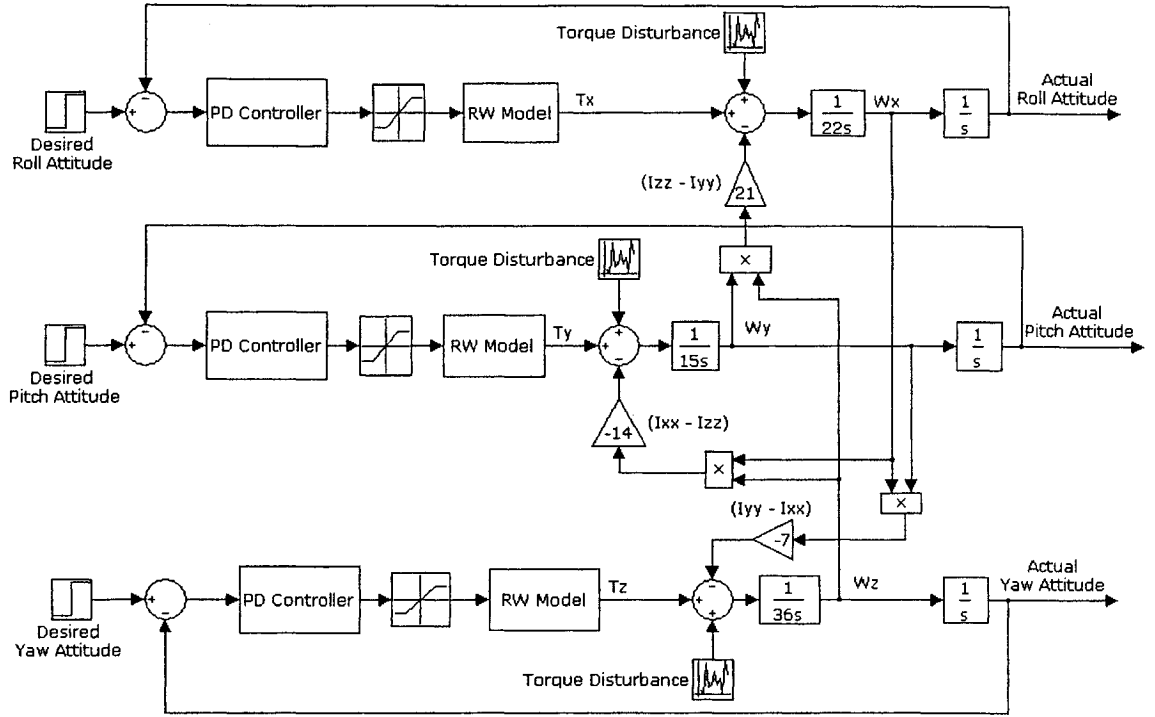 Torque Disturbance
Desired
Roll Attitude
+
−
PD Controller
RW Model
Tx
+
+
−
1
22s
Wx
1
s
Actual
Roll Attitude
(Izz - Iyy)
21
×
Torque Disturbance
Desired
Pitch Attitude
+
−
PD Controller
RW Model
Ty
+
+
−
1
15s
Wy
1
s
Actual
Pitch Attitude
-14
(Ixx - Izz)
×
×
(Iyy - Ixx)
-7
Desired
Yaw Attitude
+
−
PD Controller
RW Model
Tz
−
+
+
1
36s
Wz
1
s
Actual
Yaw Attitude
Torque Disturbance